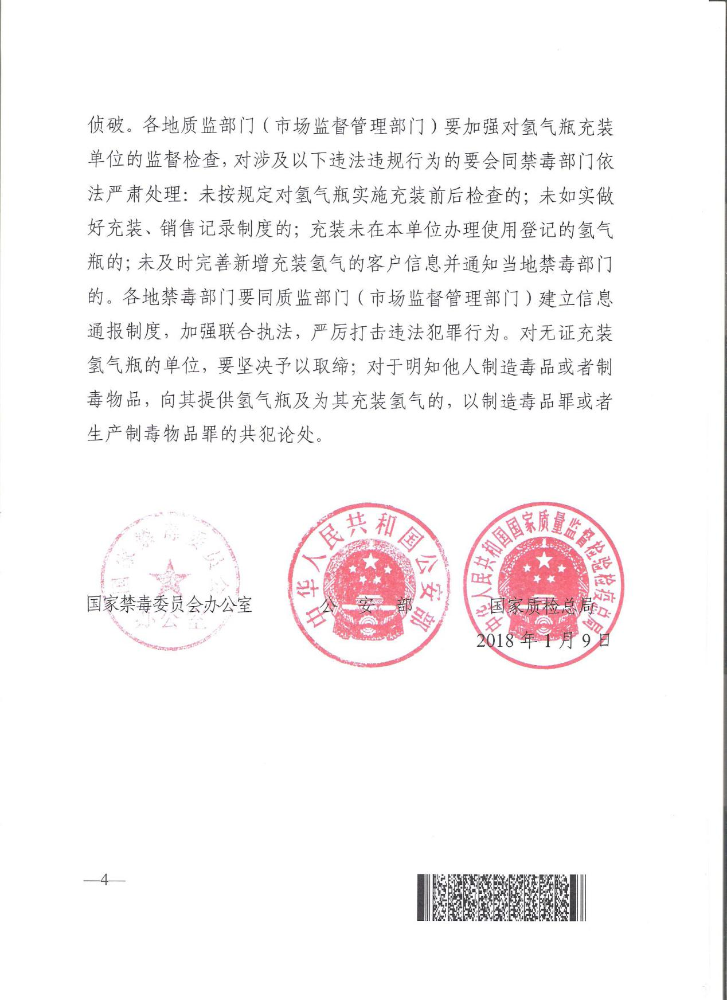 侦破。各地质监部门（市场监督管理部门）要加强对氢气瓶充装
单位的监督检查，对涉及以下违法违规行为的要会同禁毒部门依
法严肃处理：未按规定对氢气瓶实施充装前后检查的；未如实做
好充装、销售记录制度的；充装未在本单位办理使用登记的氢气
瓶的；未及时完善新增充装氢气的客户信息并通知当地禁毒部门
的。各地禁毒部门要同质监部门（市场监督管理部门）建立信息
通报制度，加强联合执法，严厉打击违法犯罪行为。对无证充装
氢气瓶的单位，要坚决予以取缔；对于明知他人制造毒品或者制
毒物品，向其提供氢气瓶及为其充装氢气的，以制造毒品罪或者
生产制毒物品罪的共犯论处。
国家禁毒委员会
办公室
中华人民共和国公安部
中华人民共和国国家质量监督检验检疫总局
国家禁毒委员会办公室
公安部
国家质检总局
2018年1月9日
—4—